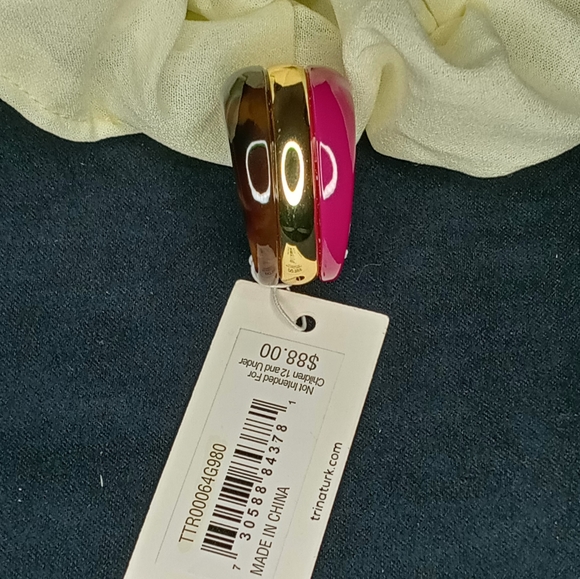 $88.00
Not Intended For
Children 12 and Under
TTR00064G980
7 30588 84378 1
MADE IN CHINA
trinaturk.com